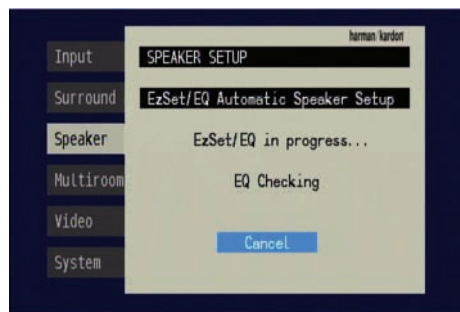 harman/kardon
Input
SPEAKER SETUP
Surround
EzSet/EQ Automatic Speaker Setup
Speaker
EzSet/EQ in progress...
Multiroom
EQ Checking
Video
Cancel
System